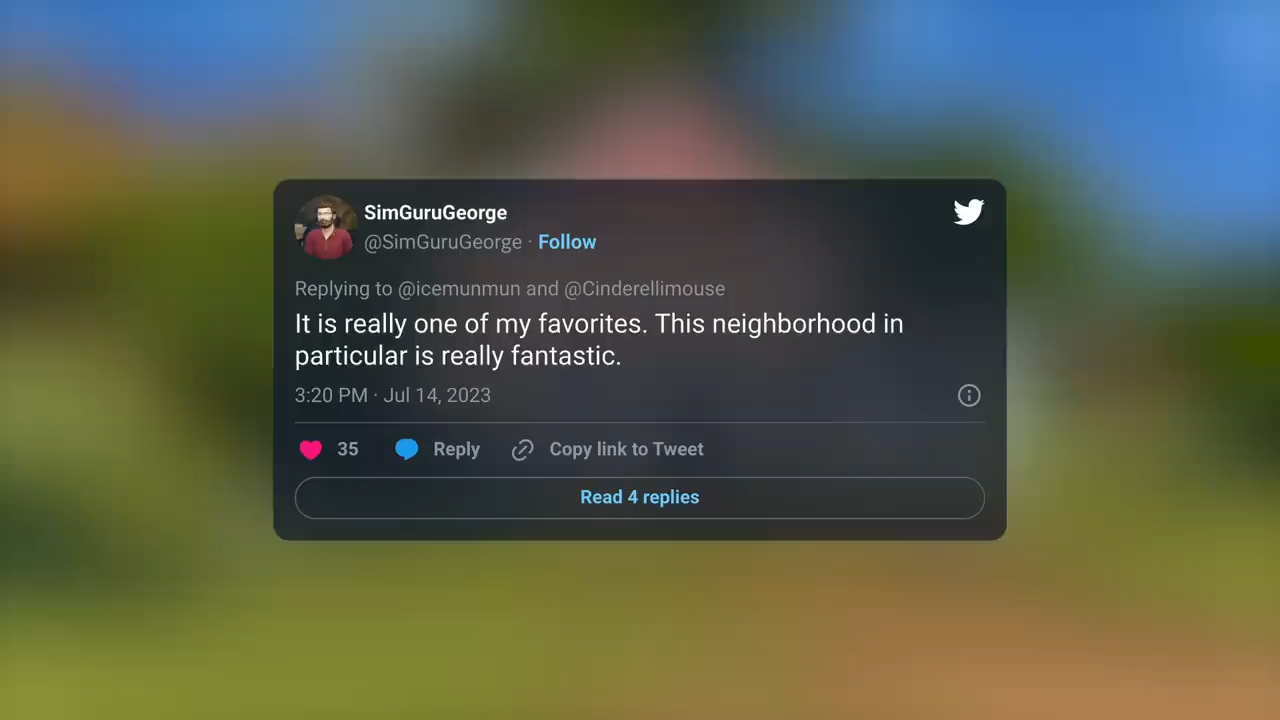 SimGuruGeorge
@SimGuruGeorge · Follow
Replying to @icemunmun and @Cinderellimouse
It is really one of my favorites. This neighborhood in
particular is really fantastic.
3:20 PM · Jul 14, 2023
35 Reply Copy link to Tweet
Read 4 replies